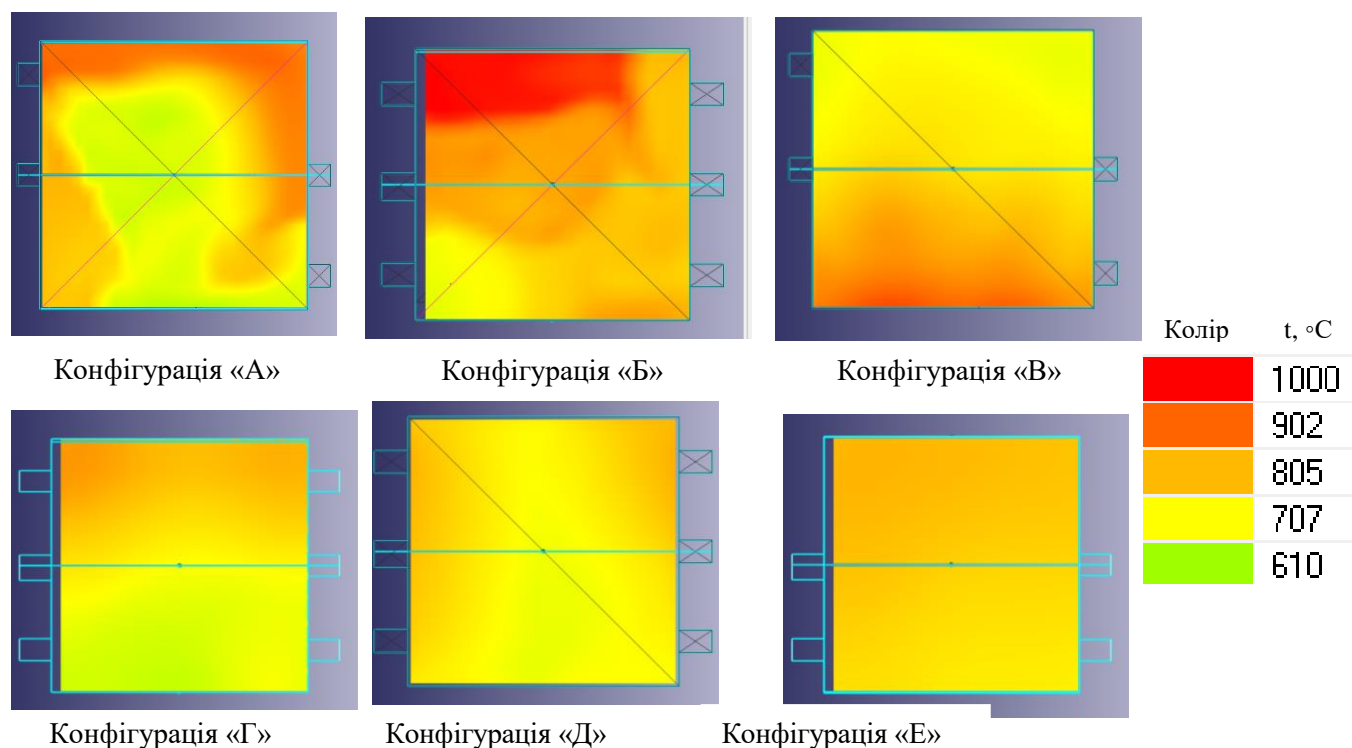 Конфігурація «А»
Конфігурація «Б»
Конфігурація «В»
Конфігурація «Г»
Конфігурація «Д»
Конфігурація «Е»
Колір t, ◦C
1000
902
805
707
610